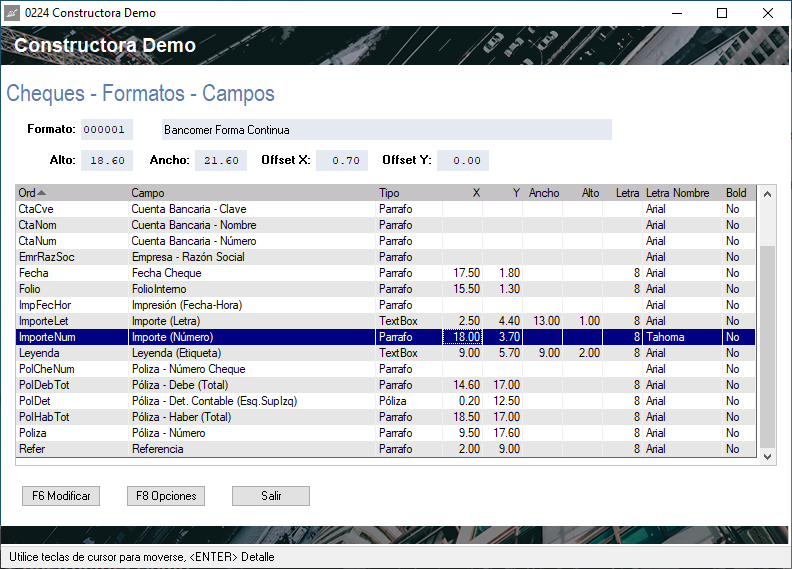 0224 Constructora Demo
Constructora Demo
Cheques - Formatos - Campos
Formato: 000001 Bancomer Forma Continua
Alto: 18.60 Ancho: 21.60 Offset X: 0.70 Offset Y: 0.00
Ord Campo Tipo X Y Ancho Alto Letra Letra Nombre Bold
CtaCve Cuenta Bancaria - Clave Parrafo Arial No
CtaNom Cuenta Bancaria - Nombre Parrafo Arial No
CtaNum Cuenta Bancaria - Número Parrafo Arial No
EmrRazSoc Empresa - Razón Social Parrafo Arial No
Fecha Fecha Cheque Parrafo 17.50 1.80 8 Arial No
Folio FolioInterno Parrafo 15.50 1.30 8 Arial No
ImpFecHor Impresión (Fecha-Hora) Parrafo Arial No
ImporteLet Importe (Letra) TextBox 2.50 4.40 13.00 1.00 8 Arial No
ImporteNum Importe (Número) Parrafo 18.00 3.70 8 Tahoma No
Leyenda Leyenda (Etiqueta) TextBox 9.00 5.70 9.00 2.00 8 Arial No
PolCheNum Poliza - Número Cheque Parrafo Arial No
PolDebTot Póliza - Debe (Total) Parrafo 14.60 17.00 8 Arial No
PolDet Póliza - Det. Contable (Esq.SupIzq) Póliza 0.20 12.50 8 Arial No
PolHabTot Póliza - Haber (Total) Parrafo 18.50 17.00 8 Arial No
Poliza Póliza - Número Parrafo 9.50 17.60 8 Arial No
Refer Referencia Parrafo 2.00 9.00 8 Arial No
F6 Modificar F8 Opciones Salir
Utilice teclas de cursor para moverse, <ENTER> Detalle